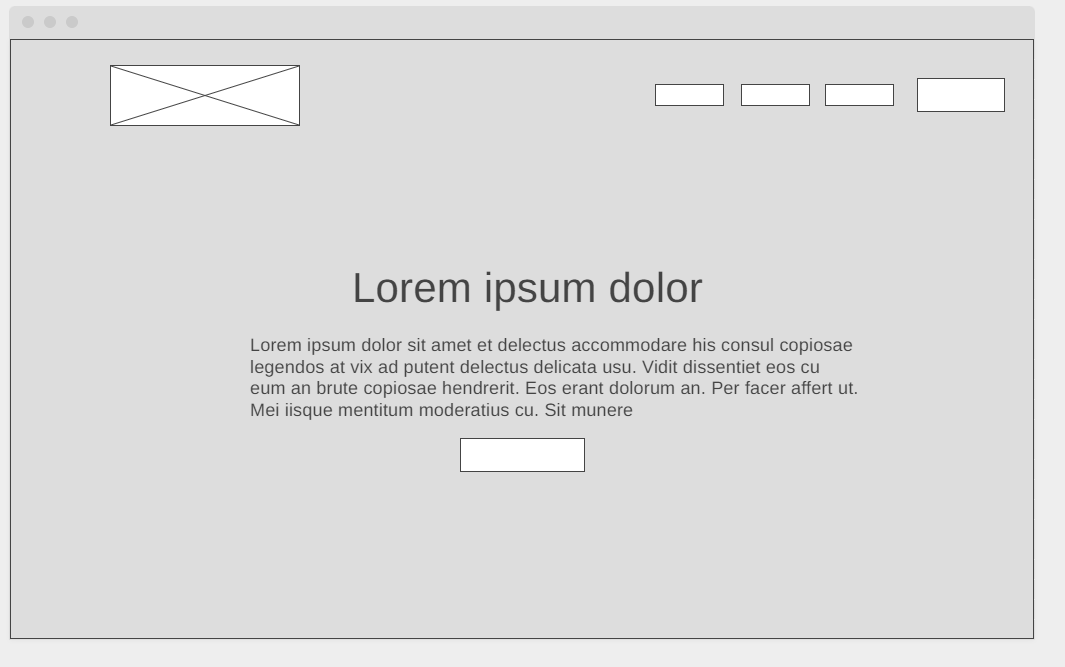 Lorem ipsum dolor
Lorem ipsum dolor sit amet et delectus accommodare his consul copiosae
legendos at vix ad putent delectus delicata usu. Vidit dissentiet eos cu
eum an brute copiosae hendrerit. Eos erant dolorum an. Per facer affert ut.
Mei iisque mentitum moderatius cu. Sit munere